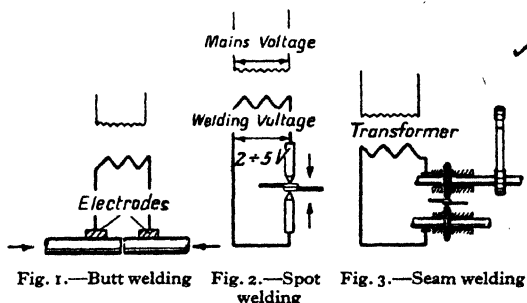 Mains Voltage
Welding Voltage
2÷5V
Transformer
Electrodes
Fig. 1.—Butt welding
Fig. 2.—Spot
welding
Fig. 3.—Seam welding